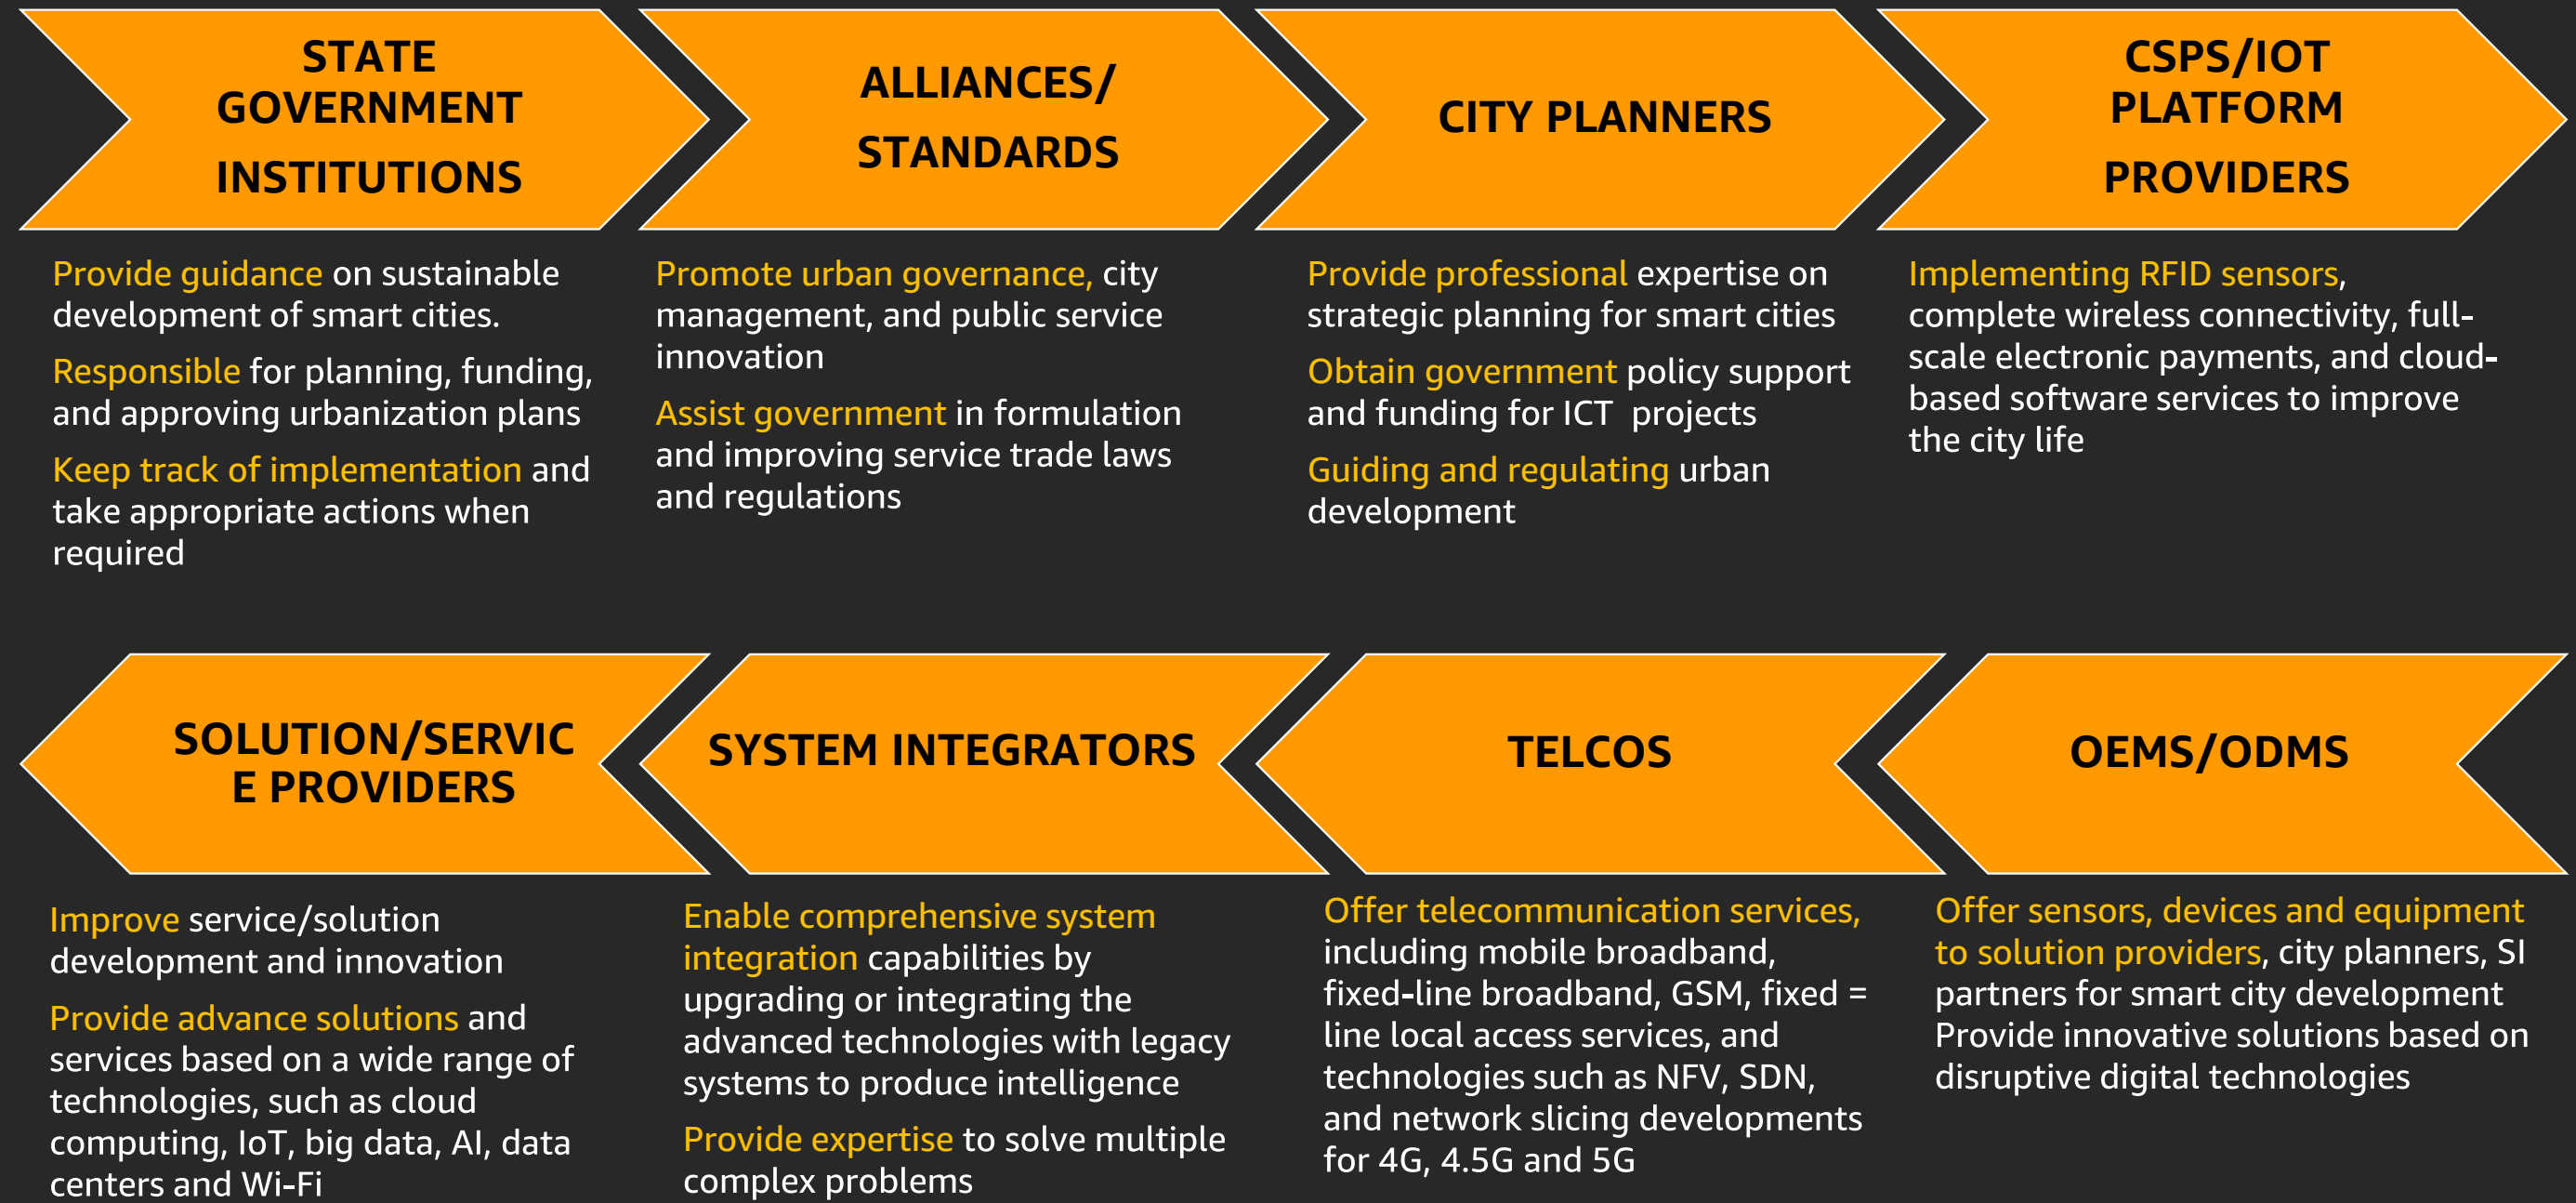 STATE
GOVERNMENT
INSTITUTIONS
ALLIANCES/
STANDARDS
CITY PLANNERS
CSPS/IOT
PLATFORM
PROVIDERS
Provide guidance on sustainable
development of smart cities.
Responsible for planning, funding,
and approving urbanization plans
Keep track of implementation and
take appropriate actions when
required
Promote urban governance, city
management, and public service
innovation
Assist government in formulation
and improving service trade laws
and regulations
Provide professional expertise on
strategic planning for smart cities
Obtain government policy support
and funding for ICT projects
Guiding and regulating urban
development
Implementing RFID sensors,
complete wireless connectivity, full-
scale electronic payments, and cloud-
based software services to improve
the city life
SOLUTION/SERVIC
E PROVIDERS
SYSTEM INTEGRATORS
TELCOS
OEMS/ODMS
Improve service/solution
development and innovation
Provide advance solutions and
services based on a wide range of
technologies, such as cloud
computing, IoT, big data, AI, data
centers and Wi-Fi
Enable comprehensive system
integration capabilities by
upgrading or integrating the
advanced technologies with legacy
systems to produce intelligence
Provide expertise to solve multiple
complex problems
Offer telecommunication services,
including mobile broadband,
fixed-line broadband, GSM, fixed =
line local access services, and
technologies such as NFV, SDN,
and network slicing developments
for 4G, 4.5G and 5G
Offer sensors, devices and equipment
to solution providers, city planners, SI
partners for smart city development
Provide innovative solutions based on
disruptive digital technologies